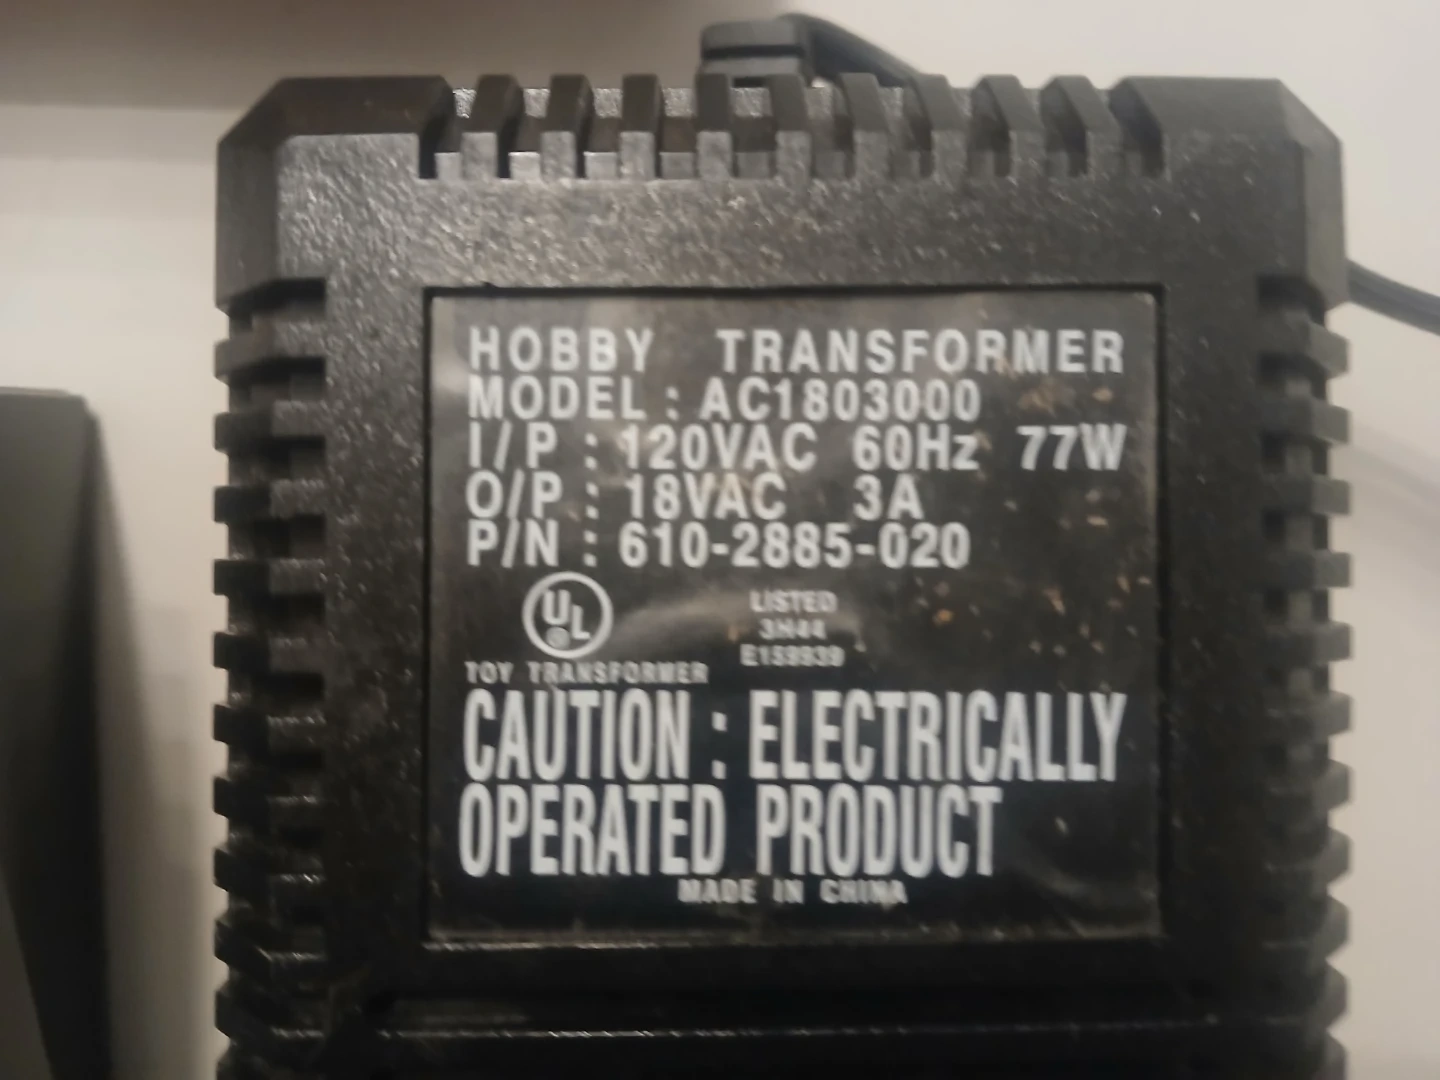 HOBBY TRANSFORMER
MODEL : AC1803000
I/P : 120VAC 60Hz 77W
O/P : 18VAC 3A
P/N : 610-2885-020
UL ®
LISTED
3H44
E159939
TOY TRANSFORMER
CAUTION : ELECTRICALLY
OPERATED PRODUCT
MADE IN CHINA